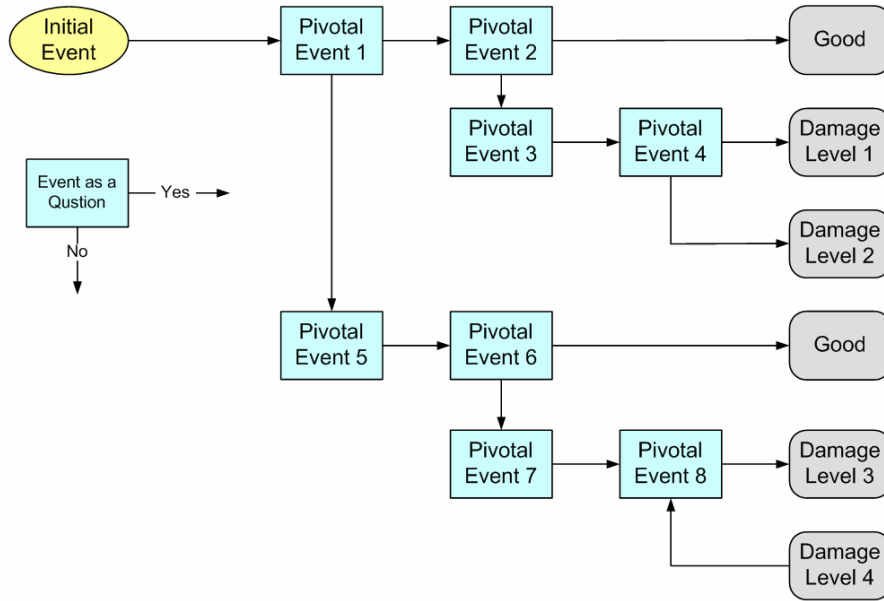 Initial
Event
Pivotal
Event 1
Pivotal
Event 2
Good
Pivotal
Event 3
Pivotal
Event 4
Damage
Level 1
Event as a
Qustion
Yes
No
Damage
Level 2
Pivotal
Event 5
Pivotal
Event 6
Good
Pivotal
Event 7
Pivotal
Event 8
Damage
Level 3
Damage
Level 4